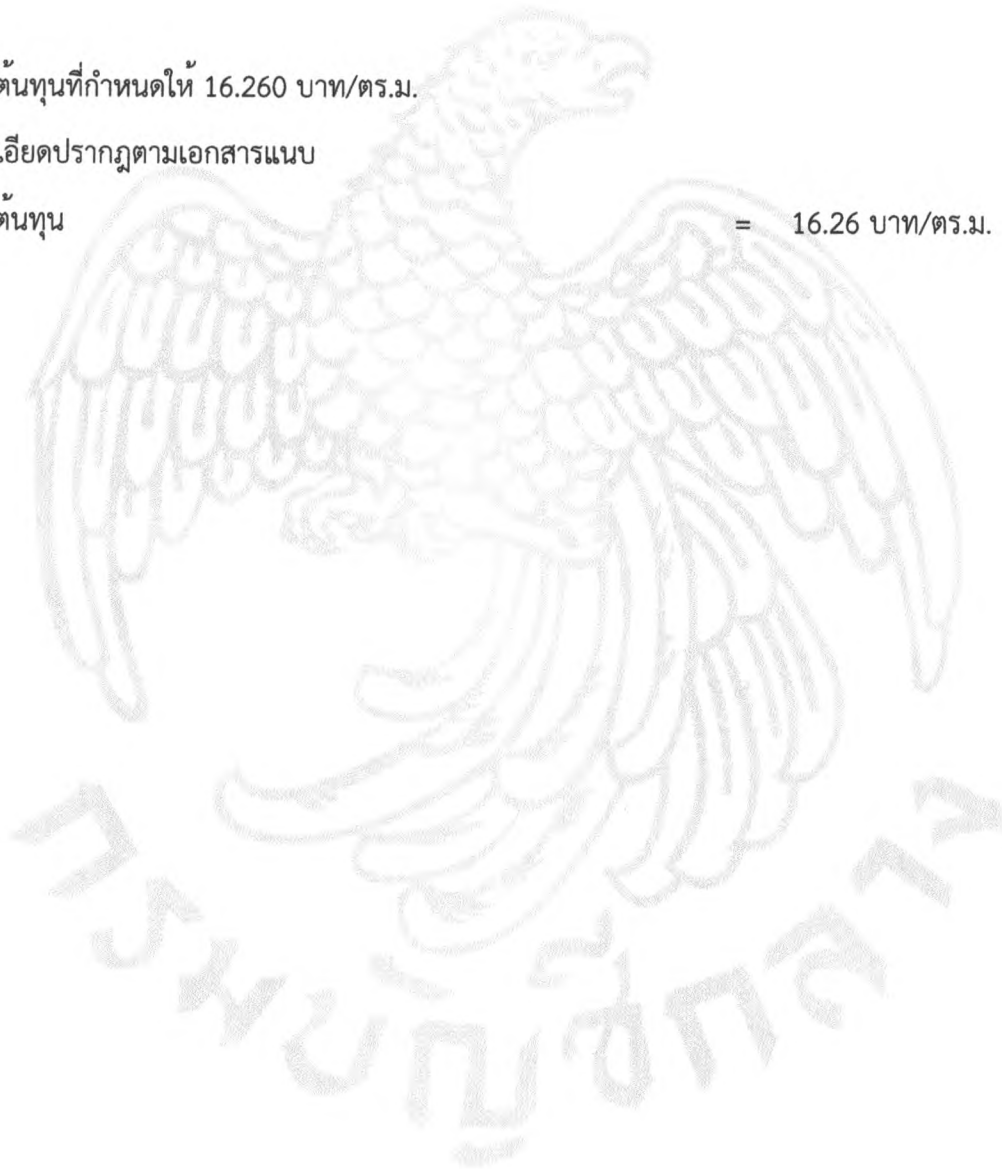 ต้นทุนที่กำหนดให้ 16.260 บาท/ตร.ม.
เอียดปรากฎตามเอกสารแนบ
ต้นทุน = 16.26 บาท/ตร.ม.
กรมบัญชีกลาง